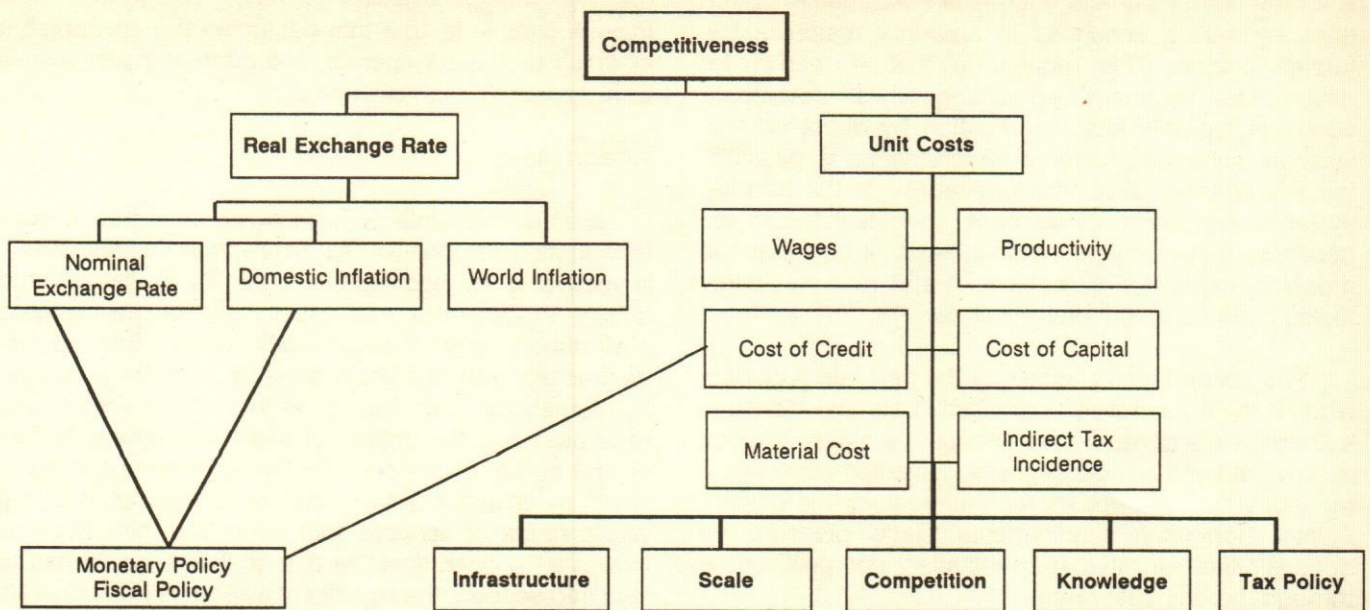 Competitiveness
Real Exchange Rate
Unit Costs
Nominal
Exchange Rate
Domestic Inflation
World Inflation
Wages
Productivity
Cost of Credit
Cost of Capital
Material Cost
Indirect Tax
Incidence
Monetary Policy
Fiscal Policy
Infrastructure
Scale
Competition
Knowledge
Tax Policy